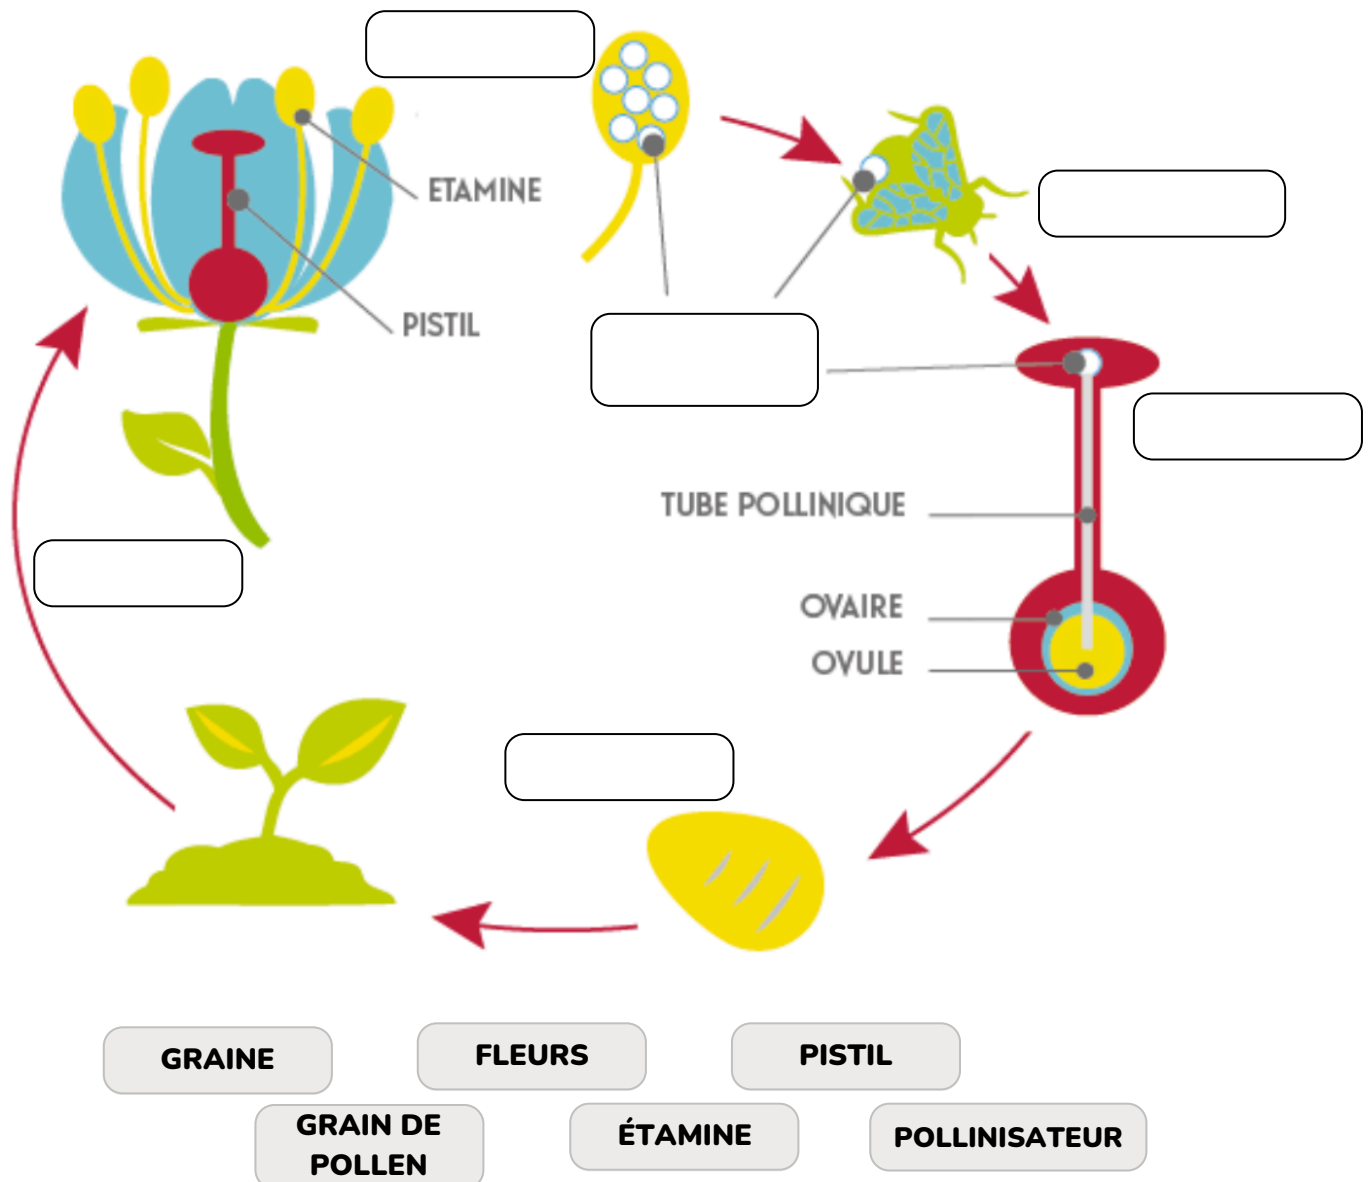 ETAMINE
PISTIL
TUBE POLLINIQUE
OVAIRE
OVULE
GRAINE
FLEURS
PISTIL
GRAIN DE
POLLEN
ÉTAMINE
POLLINISATEUR